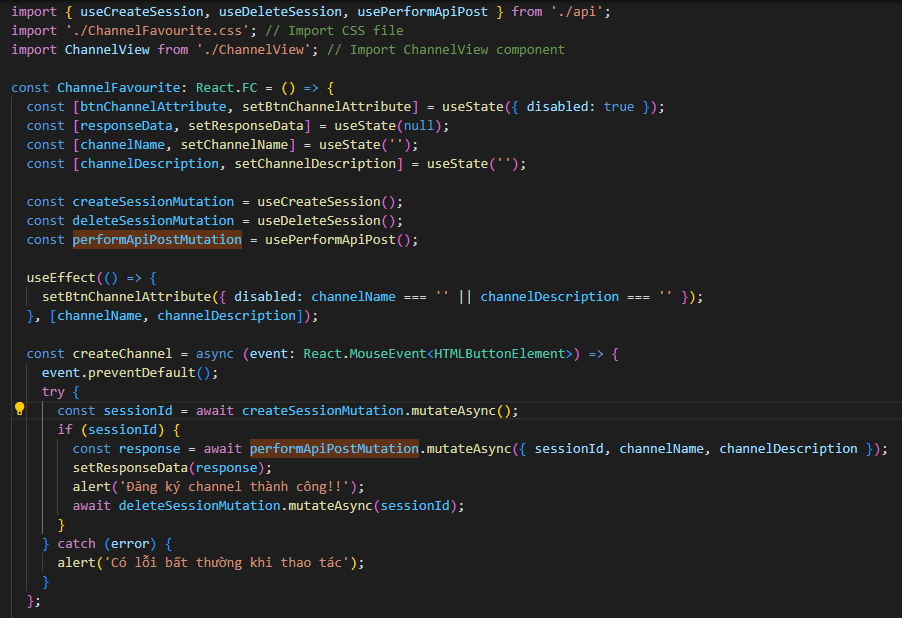 import { useCreateSession, useDeleteSession, usePerformApiPost } from './api';
import './ChannelFavourite.css'; // Import CSS file
import ChannelView from './ChannelView'; // Import ChannelView component

const ChannelFavourite: React.FC = () => {
  const [btnChannelAttribute, setBtnChannelAttribute] = useState({ disabled: true });
  const [responseData, setResponseData] = useState(null);
  const [channelName, setChannelName] = useState('');
  const [channelDescription, setChannelDescription] = useState('');

  const createSessionMutation = useCreateSession();
  const deleteSessionMutation = useDeleteSession();
  const performApiPostMutation = usePerformApiPost();

  useEffect(() => {
    setBtnChannelAttribute({ disabled: channelName === '' || channelDescription === '' });
  }, [channelName, channelDescription]);

  const createChannel = async (event: React.MouseEvent<HTMLButtonElement>) => {
    event.preventDefault();
    try {
      const sessionId = await createSessionMutation.mutateAsync();
      if (sessionId) {
        const response = await performApiPostMutation.mutateAsync({ sessionId, channelName, channelDescription });
        setResponseData(response);
        alert('Đăng ký channel thành công!!');
        await deleteSessionMutation.mutateAsync(sessionId);
      }
    } catch (error) {
      alert('Có lỗi bất thường khi thao tác');
    }
  };